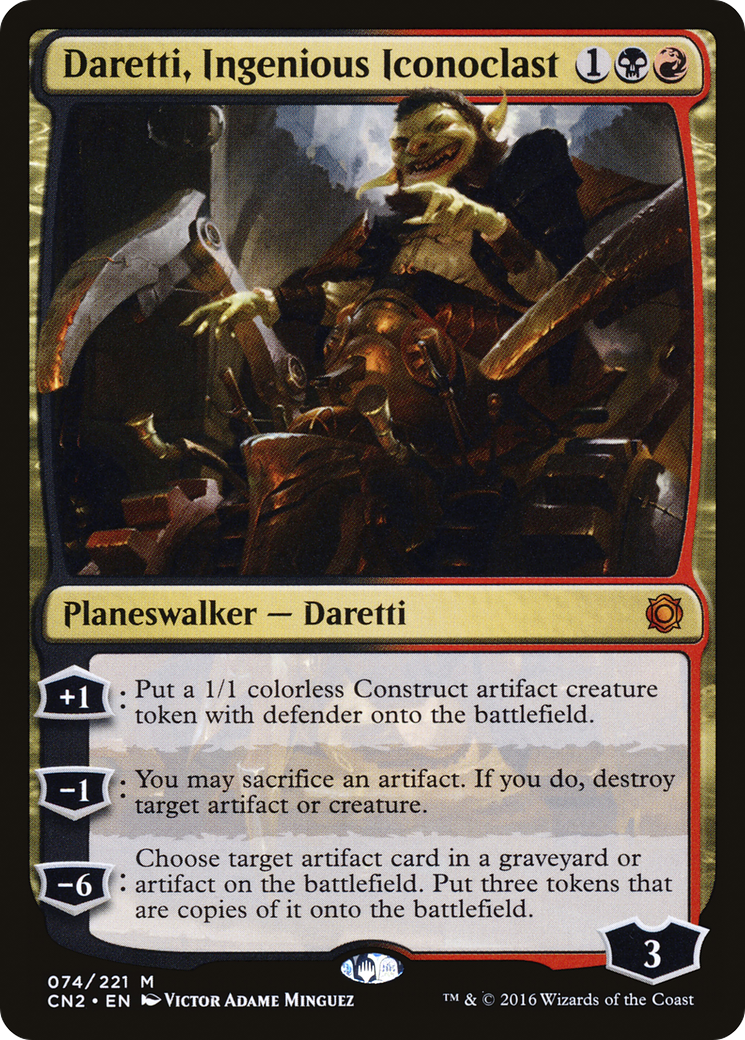 Daretti, Ingenious Iconoclast 1
Planeswalker — Daretti
+1 : Put a 1/1 colorless Construct artifact creature
token with defender onto the battlefield.
−1 : You may sacrifice an artifact. If you do, destroy
target artifact or creature.
−6 : Choose target artifact card in a graveyard or
artifact on the battlefield. Put three tokens that
are copies of it onto the battlefield.
3
074/221 M
CN2 • EN Victor Adame Minguez
™ & © 2016 Wizards of the Coast